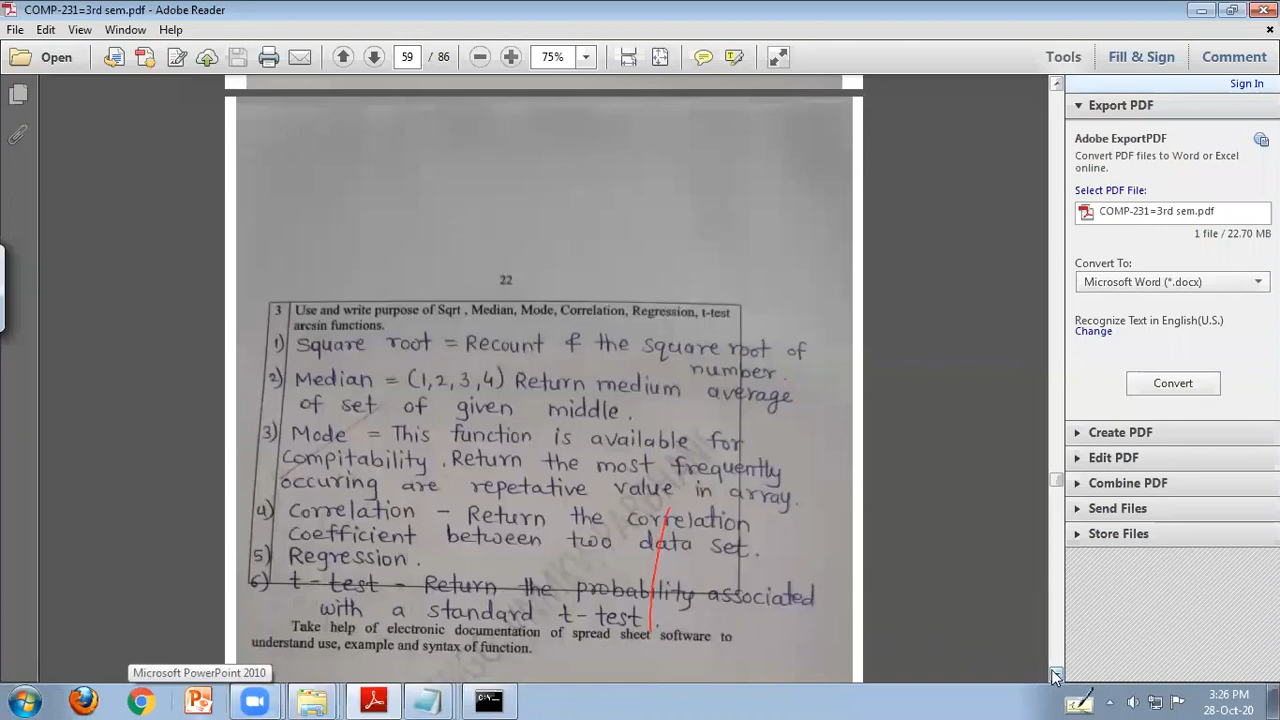 COMP-231=3rd sem.pdf - Adobe Reader
File Edit View Window Help
Open 59 / 86 75% Tools Fill & Sign Comment
Sign In
Export PDF
Adobe ExportPDF
Convert PDF files to Word or Excel
online.
Select PDF File:
COMP-231=3rd sem.pdf
1 file / 22.70 MB
Convert To:
Microsoft Word (*.docx)
Recognize Text in English(U.S.)
Change
Convert
Create PDF
Edit PDF
Combine PDF
Send Files
Store Files
22
3 Use and write purpose of Sqrt , Median, Mode, Correlation, Regression, t-test
arcsin functions.
1) Square root = Recount & the square root of
number.
2) Median = (1,2,3,4) Return medium average
of set of given middle.
3) Mode = This function is available for
Compitability. Return the most frequently
occuring are repetative value in array.
4) Correlation - Return the correlation
Coefficient between two data set.
5) Regression.
6) t-test - Return the probability associated
with a standard t-test.
Take help of electronic documentation of spread sheet software to
understand use, example and syntax of function.
Microsoft PowerPoint 2010
3:26 PM
28-Oct-20